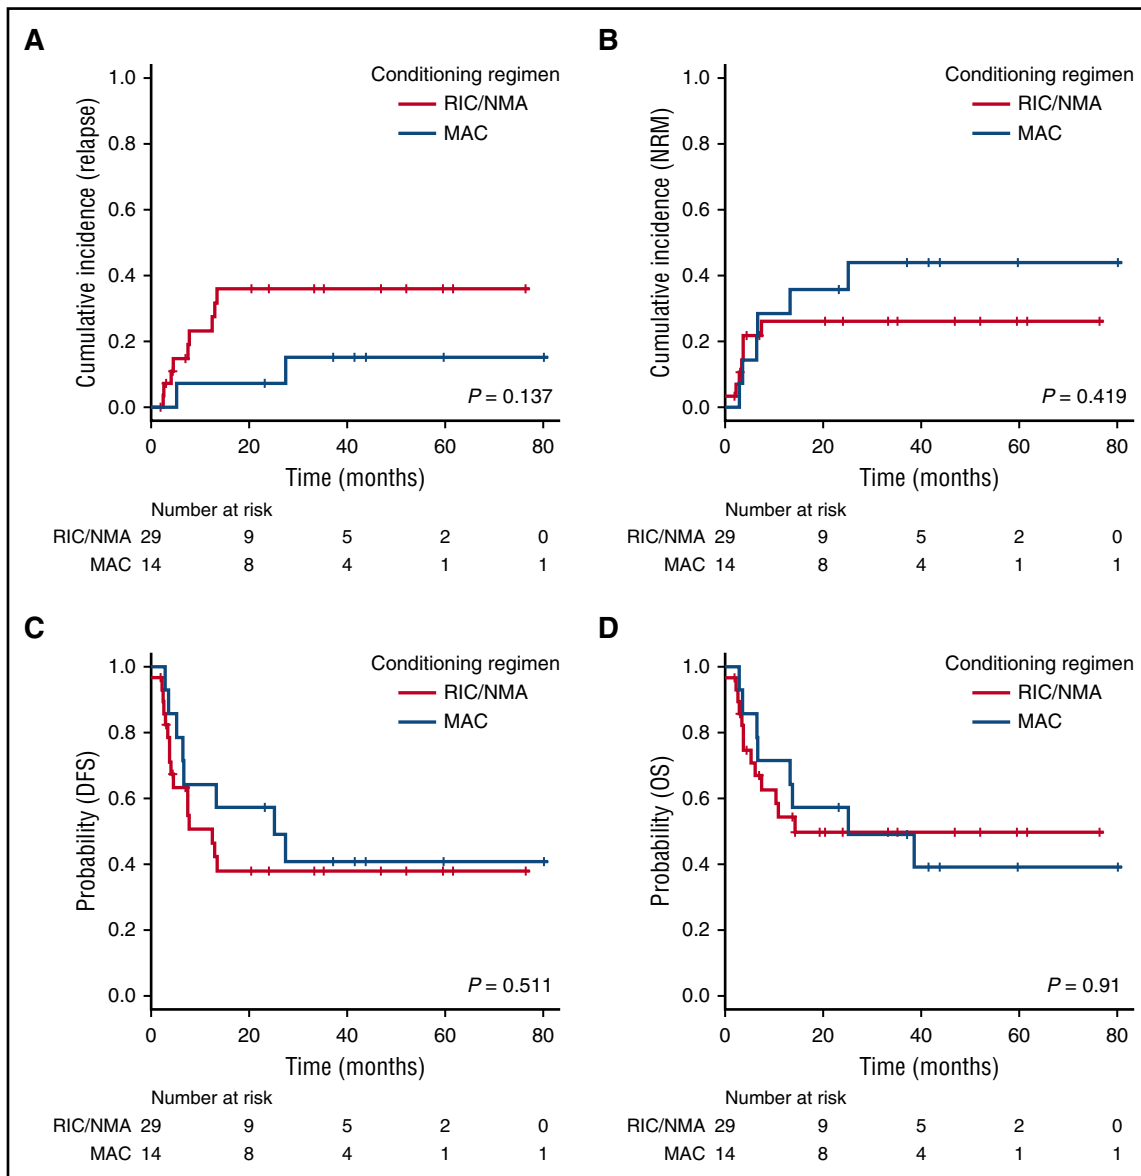 A
Conditioning regimen
RIC/NMA
MAC
Cumulative incidence (relapse)
1.0
0.8
0.6
0.4
0.2
0.0
P = 0.137
0 20 40 60 80
Time (months)
Number at risk
RIC/NMA 29 9 5 2 0
MAC 14 8 4 1 1
B
Conditioning regimen
RIC/NMA
MAC
Cumulative incidence (NRM)
1.0
0.8
0.6
0.4
0.2
0.0
P = 0.419
0 20 40 60 80
Time (months)
Number at risk
RIC/NMA 29 9 5 2 0
MAC 14 8 4 1 1
C
Conditioning regimen
RIC/NMA
MAC
Probability (DFS)
1.0
0.8
0.6
0.4
0.2
0.0
P = 0.511
0 20 40 60 80
Time (months)
Number at risk
RIC/NMA 29 9 5 2 0
MAC 14 8 4 1 1
D
Conditioning regimen
RIC/NMA
MAC
Probability (OS)
1.0
0.8
0.6
0.4
0.2
0.0
P = 0.91
0 20 40 60 80
Time (months)
Number at risk
RIC/NMA 29 9 5 2 0
MAC 14 8 4 1 1